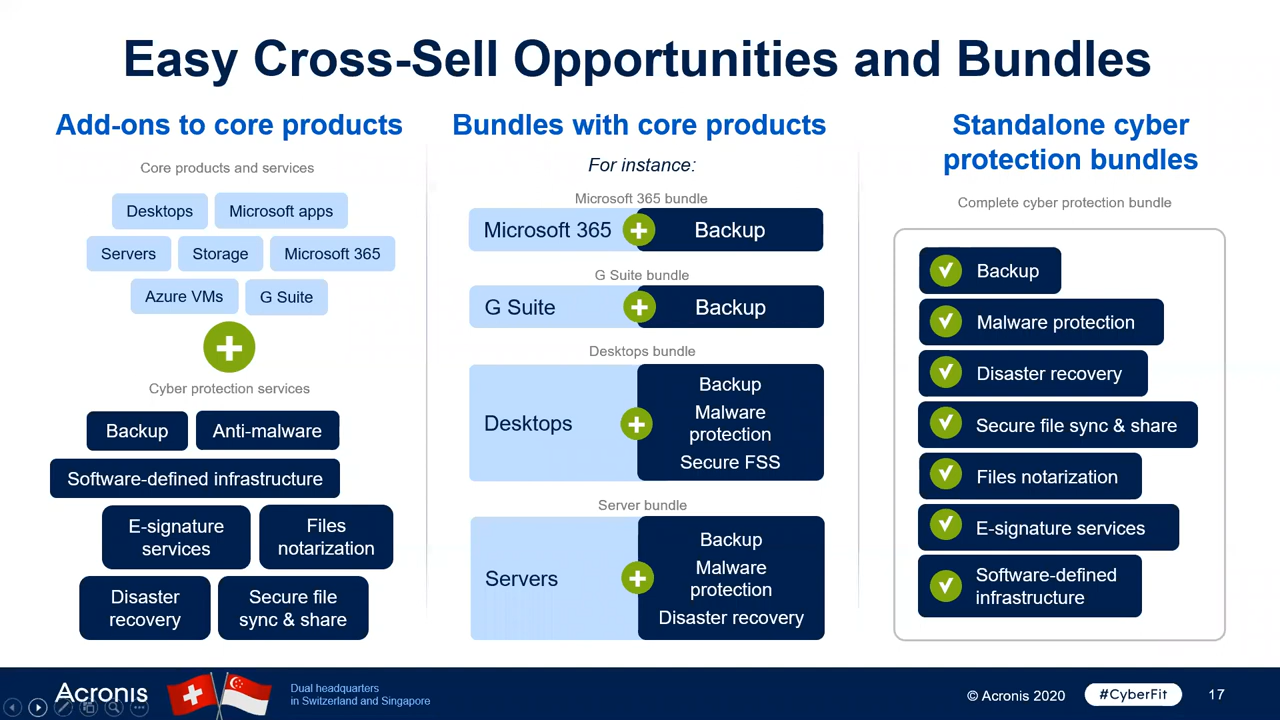 Easy Cross-Sell Opportunities and Bundles
Add-ons to core products
Core products and services
Desktops
Microsoft apps
Servers
Storage
Microsoft 365
Azure VMs
G Suite
Cyber protection services
Backup
Anti-malware
Software-defined infrastructure
E-signature
services
Files
notarization
Disaster
recovery
Secure file
sync & share
Bundles with core products
For instance:
Microsoft 365 bundle
Microsoft 365
Backup
G Suite bundle
G Suite
Backup
Desktops bundle
Desktops
Backup
Malware
protection
Secure FSS
Server bundle
Servers
Backup
Malware
protection
Disaster recovery
Standalone cyber
protection bundles
Complete cyber protection bundle
Backup
Malware protection
Disaster recovery
Secure file sync & share
Files notarization
E-signature services
Software-defined
infrastructure
Acronis
Dual headquarters
in Switzerland and Singapore
© Acronis 2020
#CyberFit
17